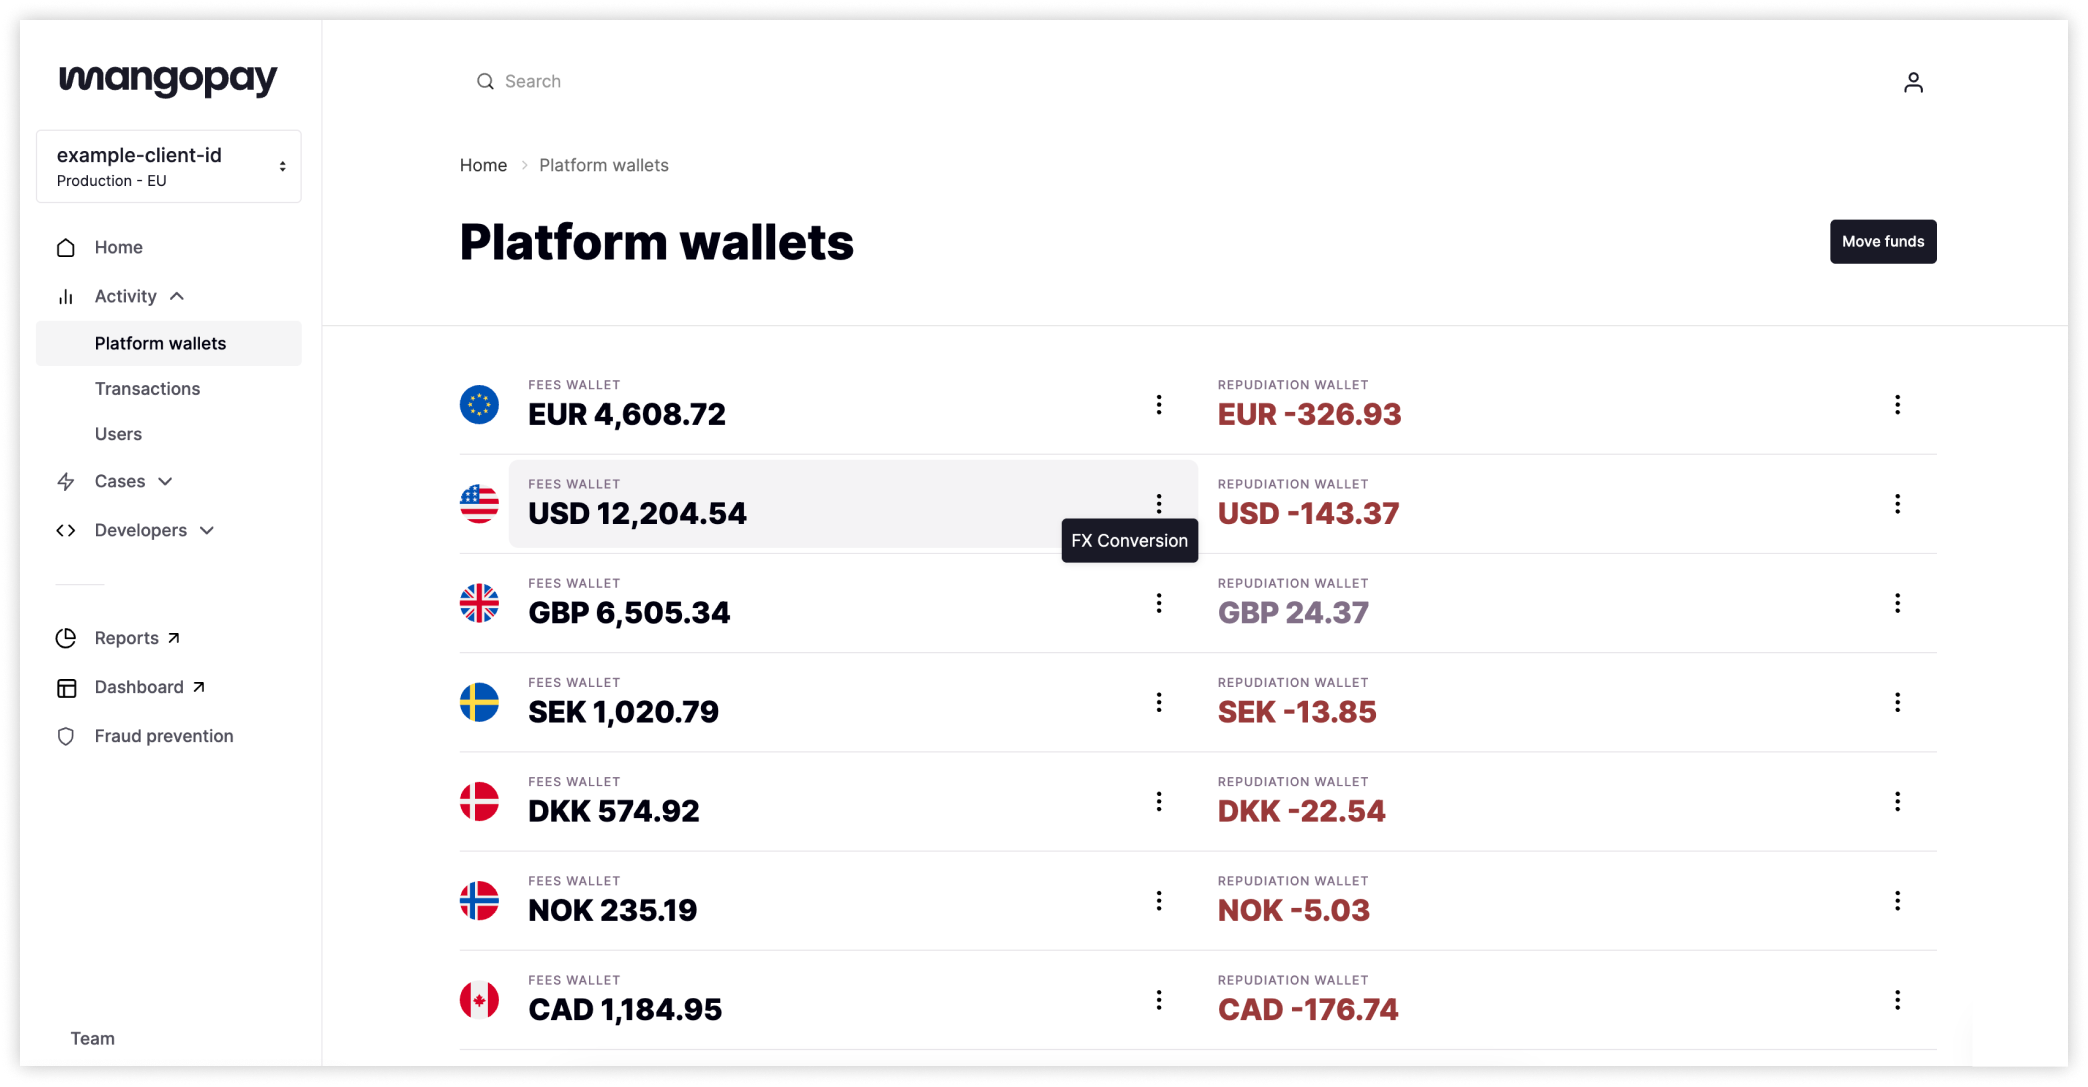 mangopay
example-client-id
Production - EU
Home
Activity
Platform wallets
Transactions
Users
Cases
Developers
Reports
Dashboard
Fraud prevention
Team
Search
Home > Platform wallets
Platform wallets
Move funds
FEES WALLET
EUR 4,608.72
REPUDIATION WALLET
EUR -326.93
FEES WALLET
USD 12,204.54
FX Conversion
REPUDIATION WALLET
USD -143.37
FEES WALLET
GBP 6,505.34
REPUDIATION WALLET
GBP 24.37
FEES WALLET
SEK 1,020.79
REPUDIATION WALLET
SEK -13.85
FEES WALLET
DKK 574.92
REPUDIATION WALLET
DKK -22.54
FEES WALLET
NOK 235.19
REPUDIATION WALLET
NOK -5.03
FEES WALLET
CAD 1,184.95
REPUDIATION WALLET
CAD -176.74